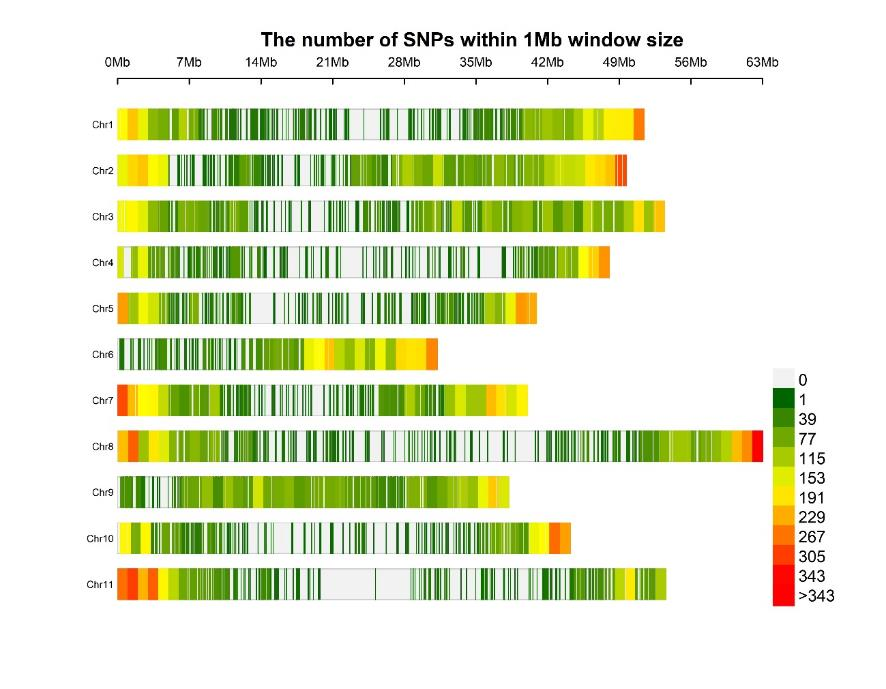 The number of SNPs within 1Mb window size
0Mb 7Mb 14Mb 21Mb 28Mb 35Mb 42Mb 49Mb 56Mb 63Mb
Chr1
Chr2
Chr3
Chr4
Chr5
Chr6
Chr7
Chr8
Chr9
Chr10
Chr11
0
1
39
77
115
153
191
229
267
305
343
>343